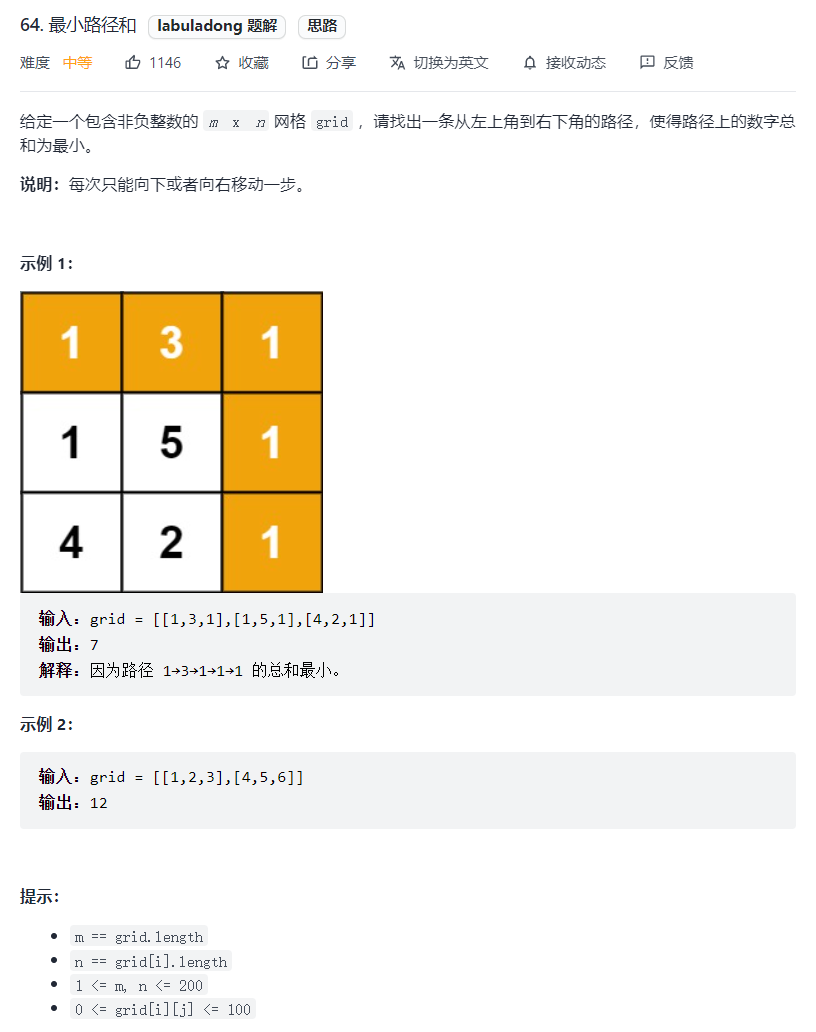 64. 最小路径和 labuladong 题解 思路
难度 中等 1146 收藏 分享 切换为英文 接收动态 反馈
给定一个包含非负整数的 m x n 网格 grid ，请找出一条从左上角到右下角的路径，使得路径上的数字总
和为最小。
说明：每次只能向下或者向右移动一步。
示例 1：
1 3 1
1 5 1
4 2 1
输入：grid = [[1,3,1],[1,5,1],[4,2,1]]
输出：7
解释：因为路径 1→3→1→1→1 的总和最小。
示例 2：
输入：grid = [[1,2,3],[4,5,6]]
输出：12
提示：
m == grid.length
n == grid[i].length
1 <= m, n <= 200
0 <= grid[i][j] <= 100